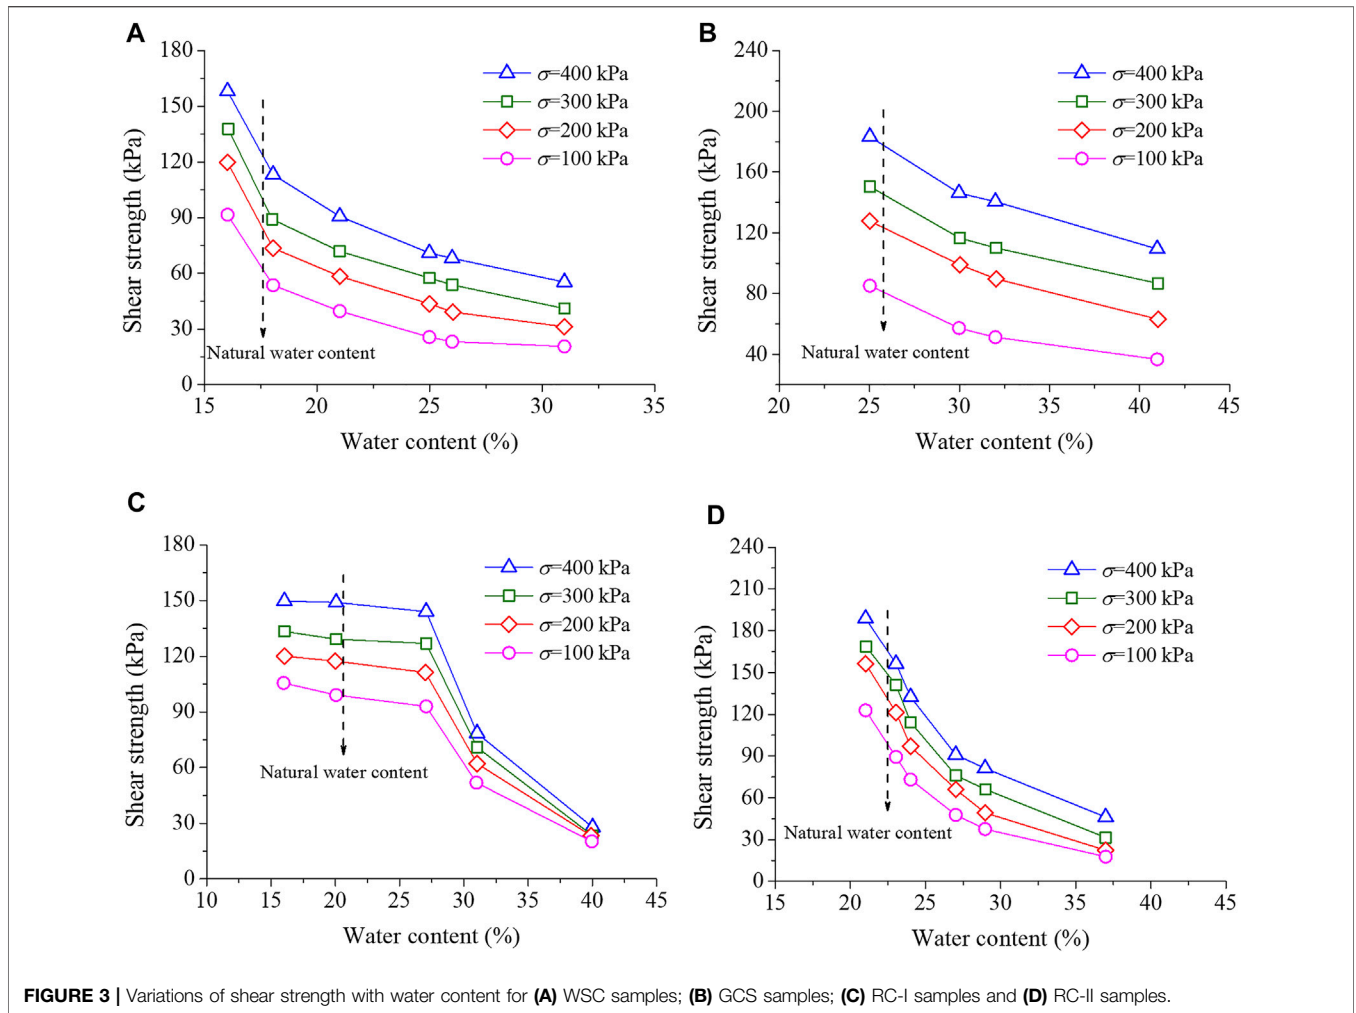 A
180
150
120
90
60
30
0
15
20
25
30
35
Shear strength (kPa)
Water content (%)
σ=400 kPa
σ=300 kPa
σ=200 kPa
σ=100 kPa
Natural water content
B
240
200
160
120
80
40
20
25
30
35
40
45
Shear strength (kPa)
Water content (%)
σ=400 kPa
σ=300 kPa
σ=200 kPa
σ=100 kPa
Natural water content
C
180
150
120
90
60
30
0
10
15
20
25
30
35
40
45
Shear strength (kPa)
Water content (%)
σ=400 kPa
σ=300 kPa
σ=200 kPa
σ=100 kPa
Natural water content
D
240
210
180
150
120
90
60
30
0
15
20
25
30
35
40
45
Shear strength (kPa)
Water content (%)
σ=400 kPa
σ=300 kPa
σ=200 kPa
σ=100 kPa
Natural water content
FIGURE 3 | Variations of shear strength with water content for (A) WSC samples; (B) GCS samples; (C) RC-I samples and (D) RC-II samples.